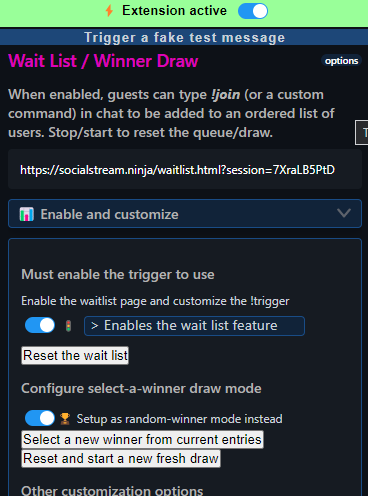 Extension active
Trigger a fake test message
Wait List / Winner Draw
options
When enabled, guests can type !join (or a custom
command) in chat to be added to an ordered list of
users. Stop/start to reset the queue/draw.
T
https://socialstream.ninja/waitlist.html?session=7XraLB5PtD
Enable and customize
Must enable the trigger to use
Enable the waitlist page and customize the !trigger
> Enables the wait list feature
Reset the wait list
Configure select-a-winner draw mode
Setup as random-winner mode instead
Select a new winner from current entries
Reset and start a new fresh draw
Other customization options